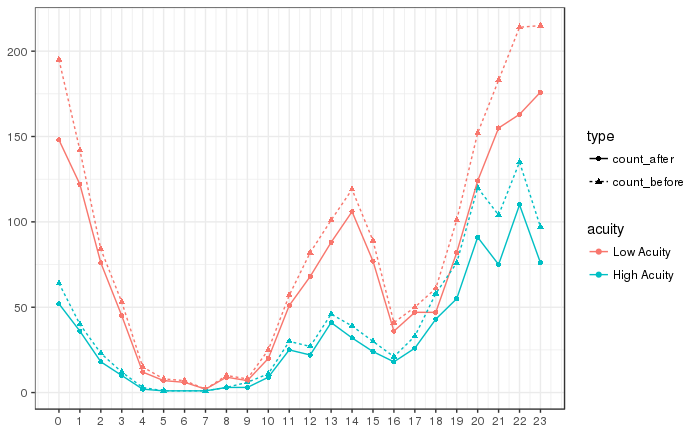 200
150
100
50
0
0 1 2 3 4 5 6 7 8 9 10 11 12 13 14 15 16 17 18 19 20 21 22 23
type
count_after
count_before
acuity
Low Acuity
High Acuity